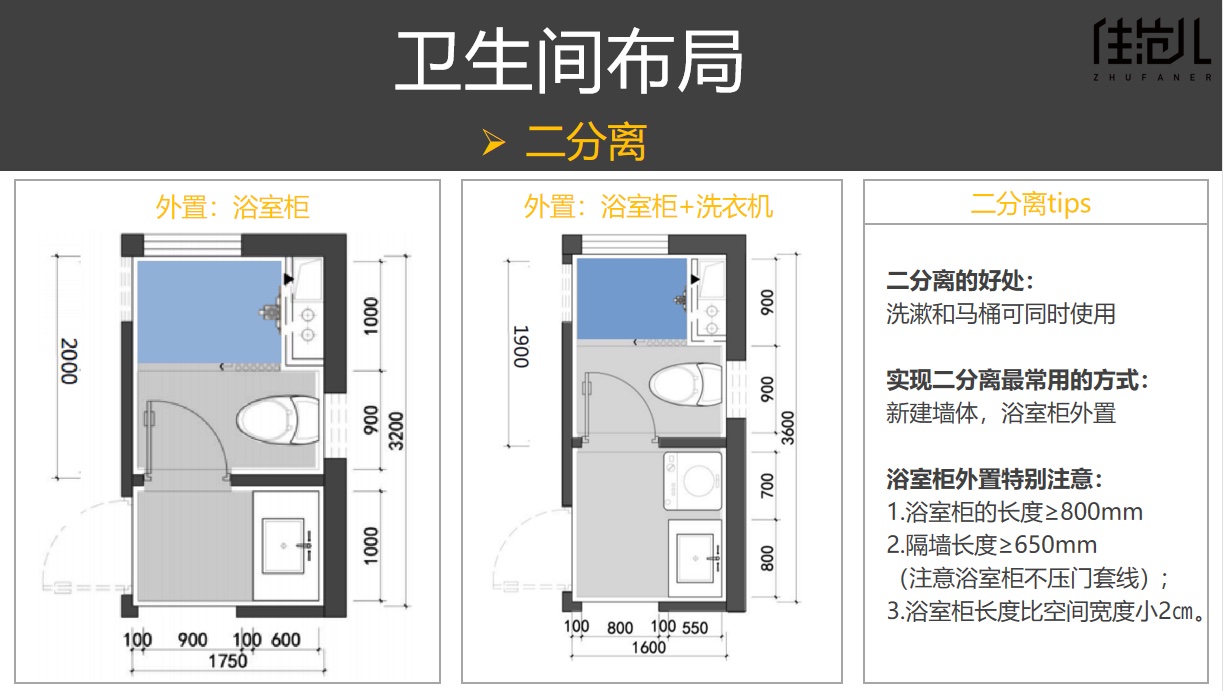 卫生间布局
住范儿
ZHUFANER
➢ 二分离
外置：浴室柜
2000
1000
900
3200
1000
100 900 100 600
1750
外置：浴室柜+洗衣机
1900
900
900
3600
700
800
100 800 100 550
1600
二分离tips
二分离的好处：
洗漱和马桶可同时使用
实现二分离最常用的方式：
新建墙体，浴室柜外置
浴室柜外置特别注意：
1.浴室柜的长度≥800mm
2.隔墙长度≥650mm
（注意浴室柜不压门套线）；
3.浴室柜长度比空间宽度小2㎝。